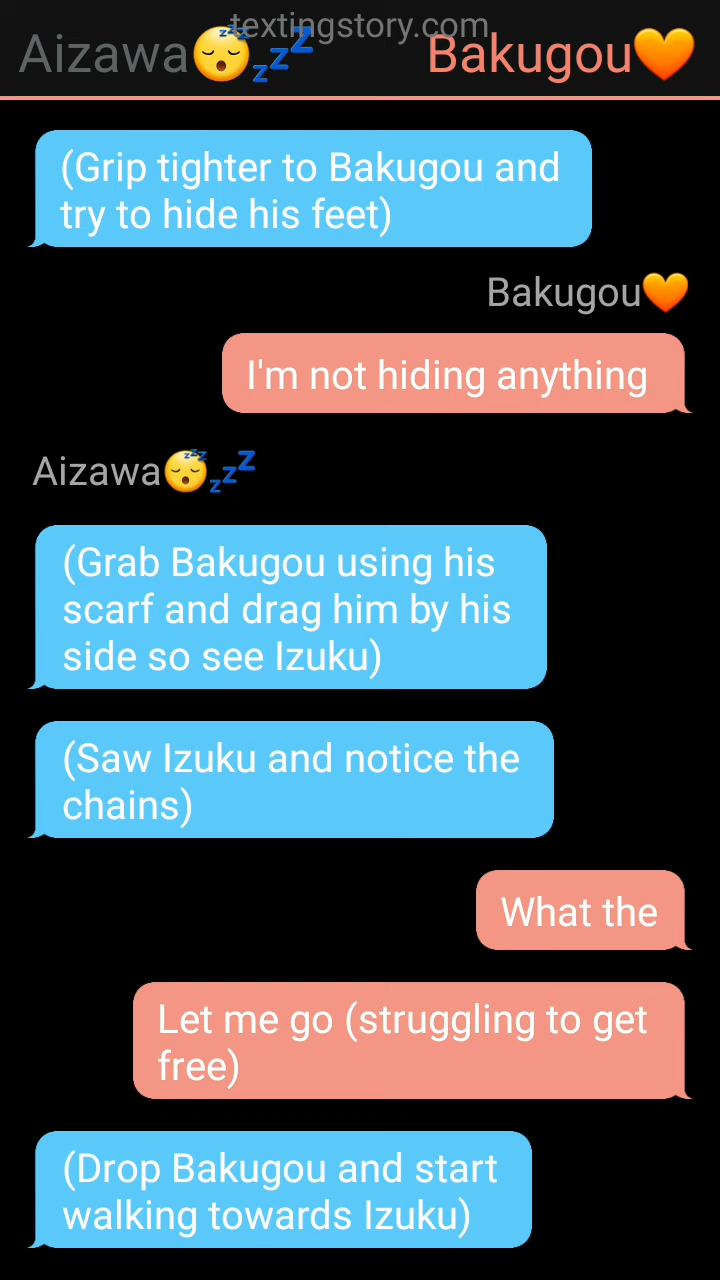 textingstory.com
Aizawa😴💤 Bakugou🧡
(Grip tighter to Bakugou and
try to hide his feet)
Bakugou🧡
I'm not hiding anything
Aizawa😴💤
(Grab Bakugou using his
scarf and drag him by his
side so see Izuku)
(Saw Izuku and notice the
chains)
What the
Let me go (struggling to get
free)
(Drop Bakugou and start
walking towards Izuku)